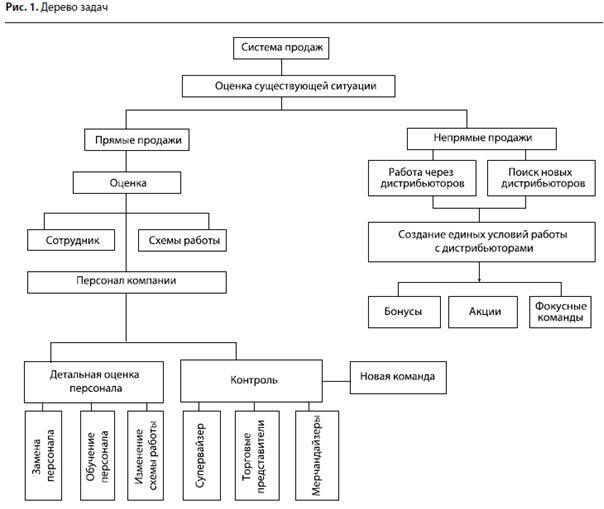 Рис. 1. Дерево задач
Система продаж
Оценка существующей ситуации
Прямые продажи
Непрямые продажи
Оценка
Работа через
дистрибьюторов
Поиск новых
дистрибьюторов
Сотрудник
Схемы работы
Создание единых условий работы
с дистрибьюторами
Персонал компании
Бонусы
Акции
Фокусные
команды
Детальная оценка
персонала
Контроль
Новая команда
Замена
персонала
Обучение
персонала
Изменение
схемы работы
Супервайзер
Торговые
представители
Мерчандайзеры